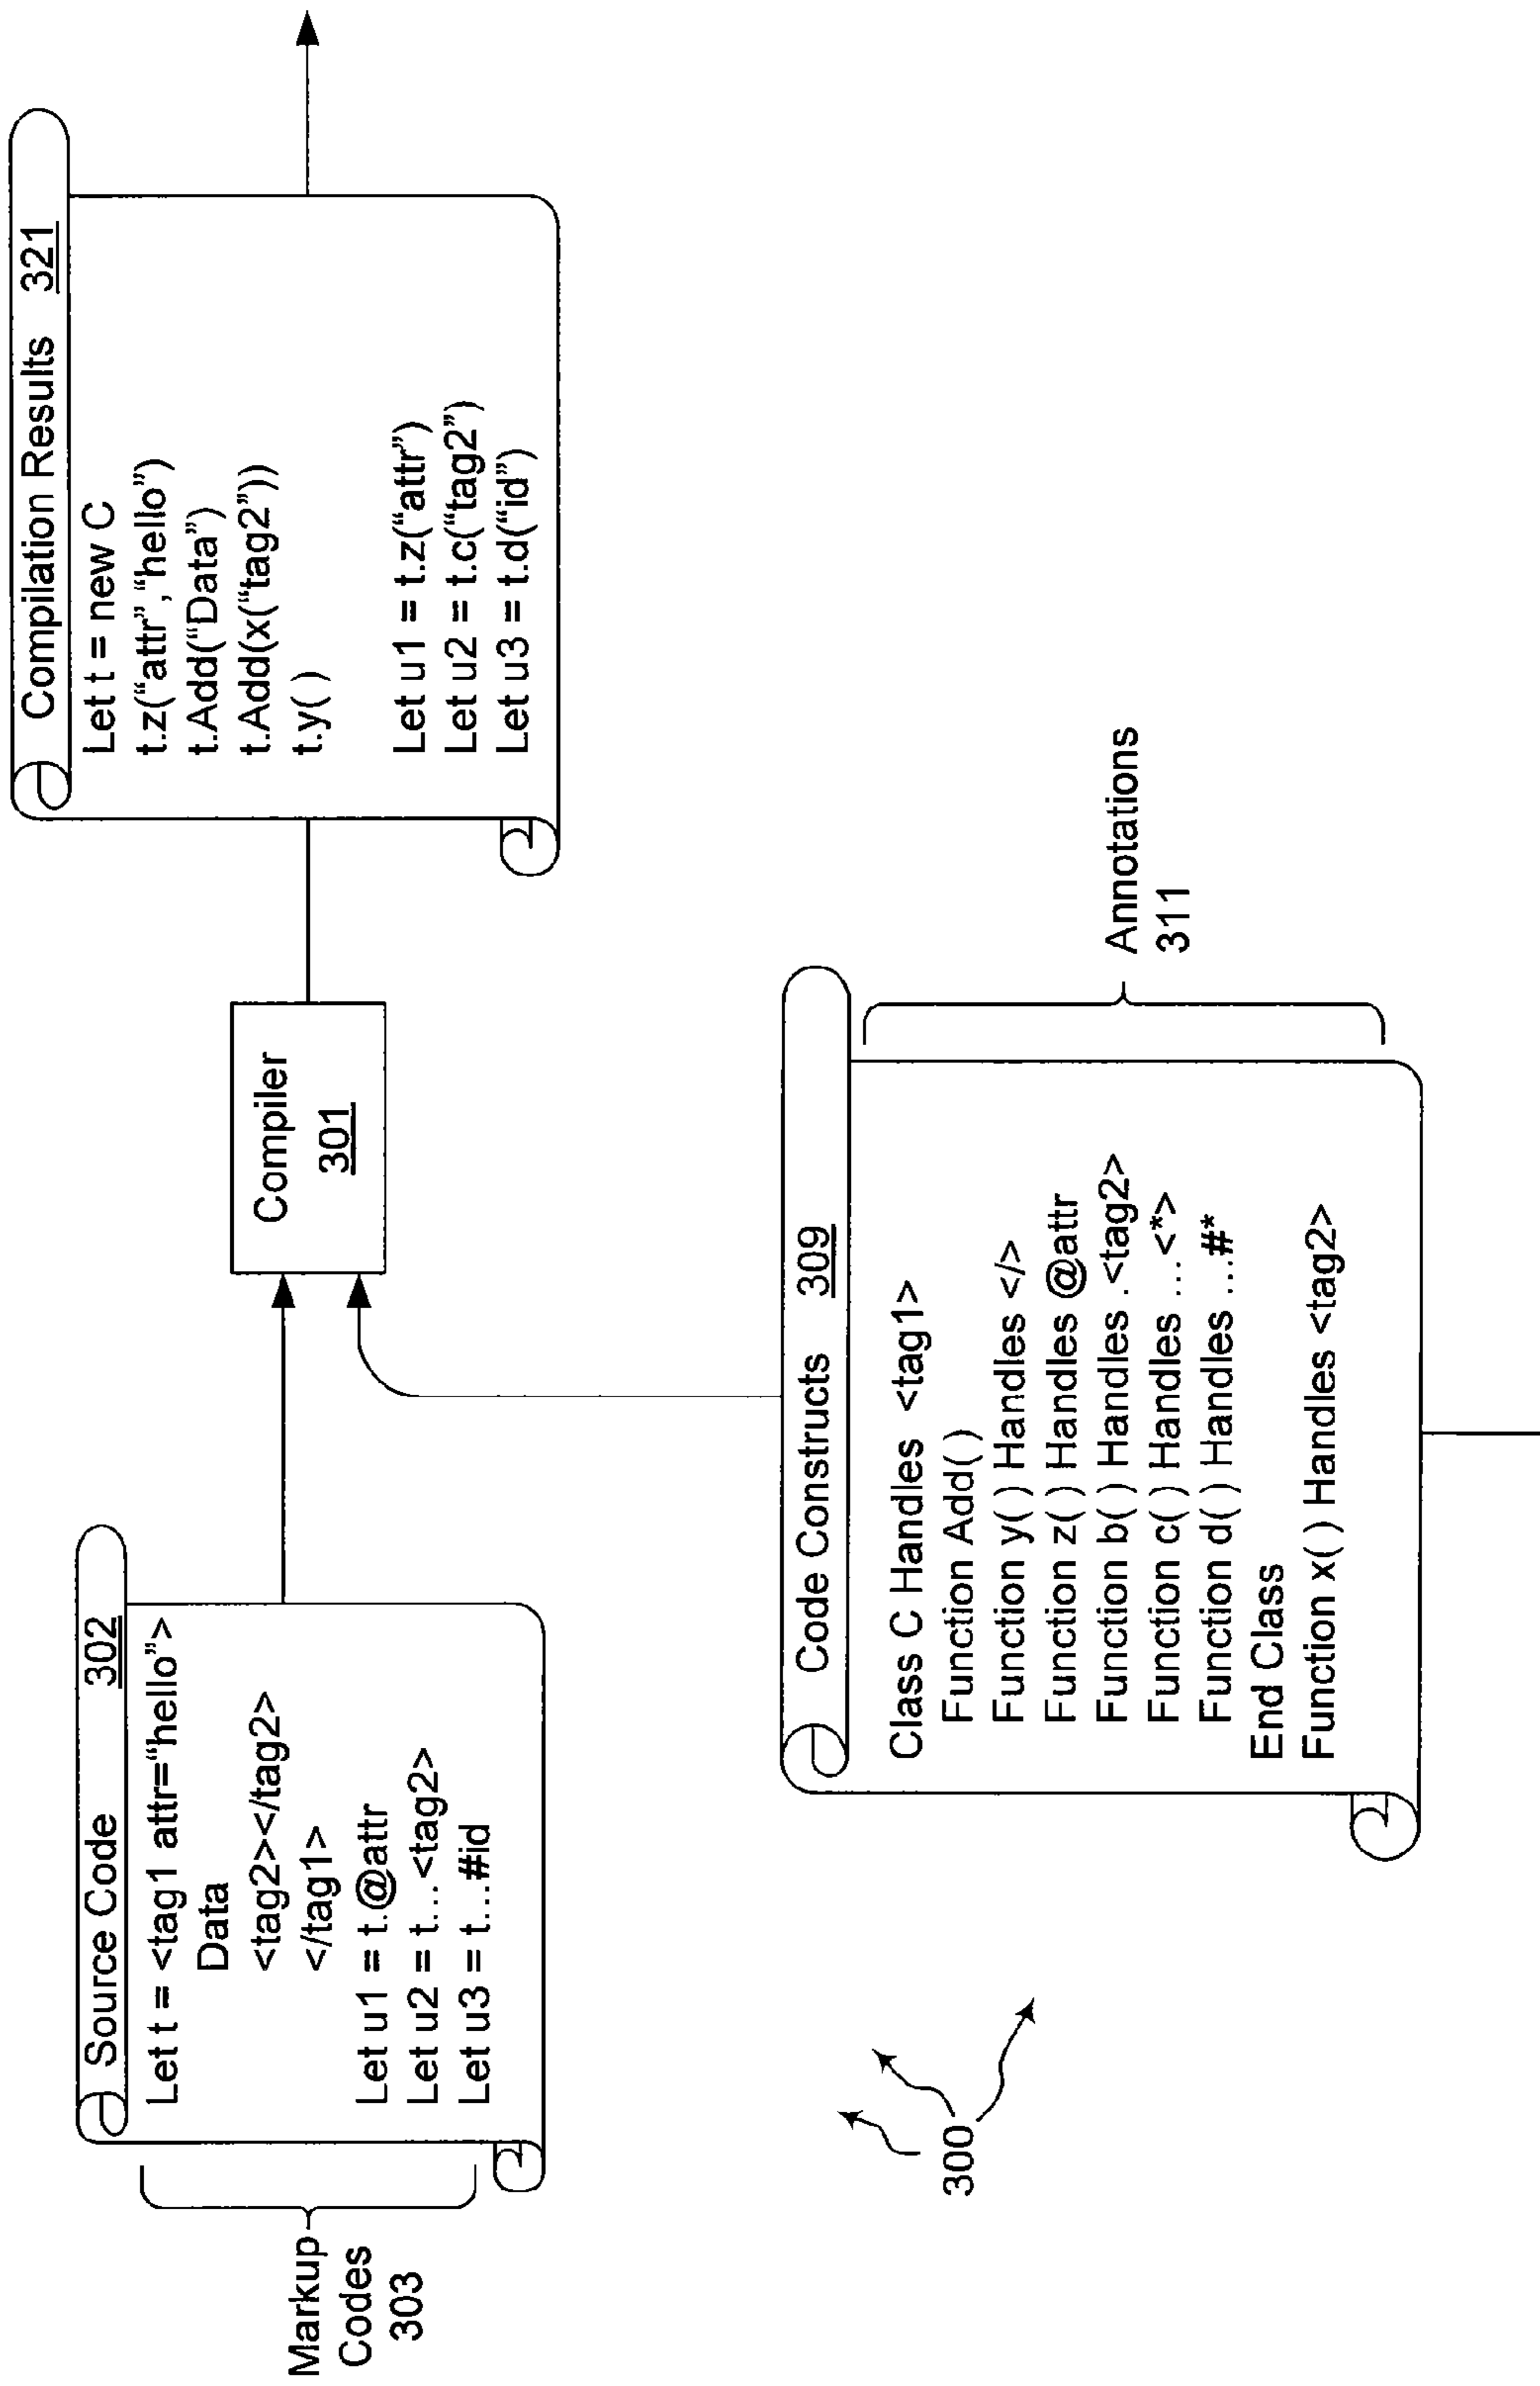 Markup
Codes
303
Source Code 302
Let t = <tag1 attr=“hello”>
Data
<tag2></tag2>
</tag1>
Let u1 = t.@attr
Let u2 = t...<tag2>
Let u3 = t...#id
Compiler
301
Compilation Results 321
Let t = new C
t.z(“attr”,“hello”)
t.Add(“Data”)
t.Add(x(“tag2”))
t.y( )
Let u1 = t.z(“attr”)
Let u2 = t.c(“tag2”)
Let u3 = t.d(“id”)
300
Code Constructs 309
Class C Handles <tag1>
Function Add( )
Function y( ) Handles </>
Function z( ) Handles @attr
Function b( ) Handles .<tag2>
Function c( ) Handles ...<*>
Function d( ) Handles ...#*
End Class
Function x( ) Handles <tag2>
Annotations
311